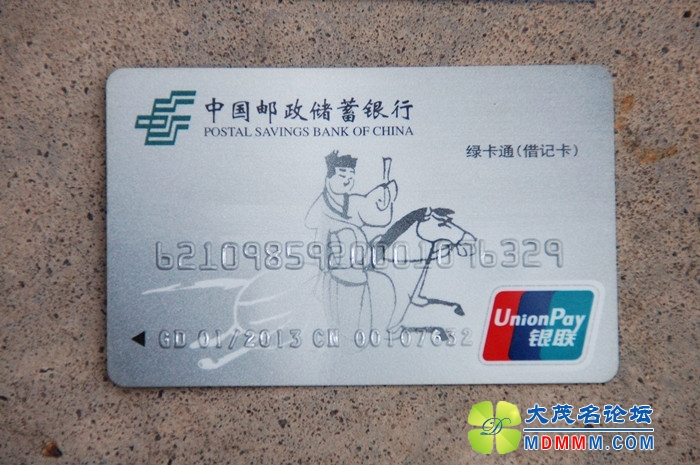 中国邮政储蓄银行
POSTAL SAVINGS BANK OF CHINA
绿卡通(借记卡)
6210985920001096329
GD 01/2013 CN 00107632
UnionPay
银联
大茂名论坛
MDMMM.COM